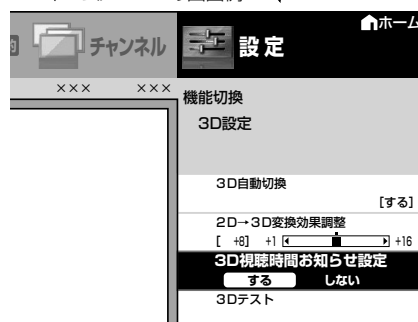 チャンネル
設定
ホーム
××× ×××
機能切換
3D設定
3D自動切換
[する]
2D→3D変換効果調整
[ +8] +1 +16
3D視聴時間お知らせ設定
する しない
3Dテスト